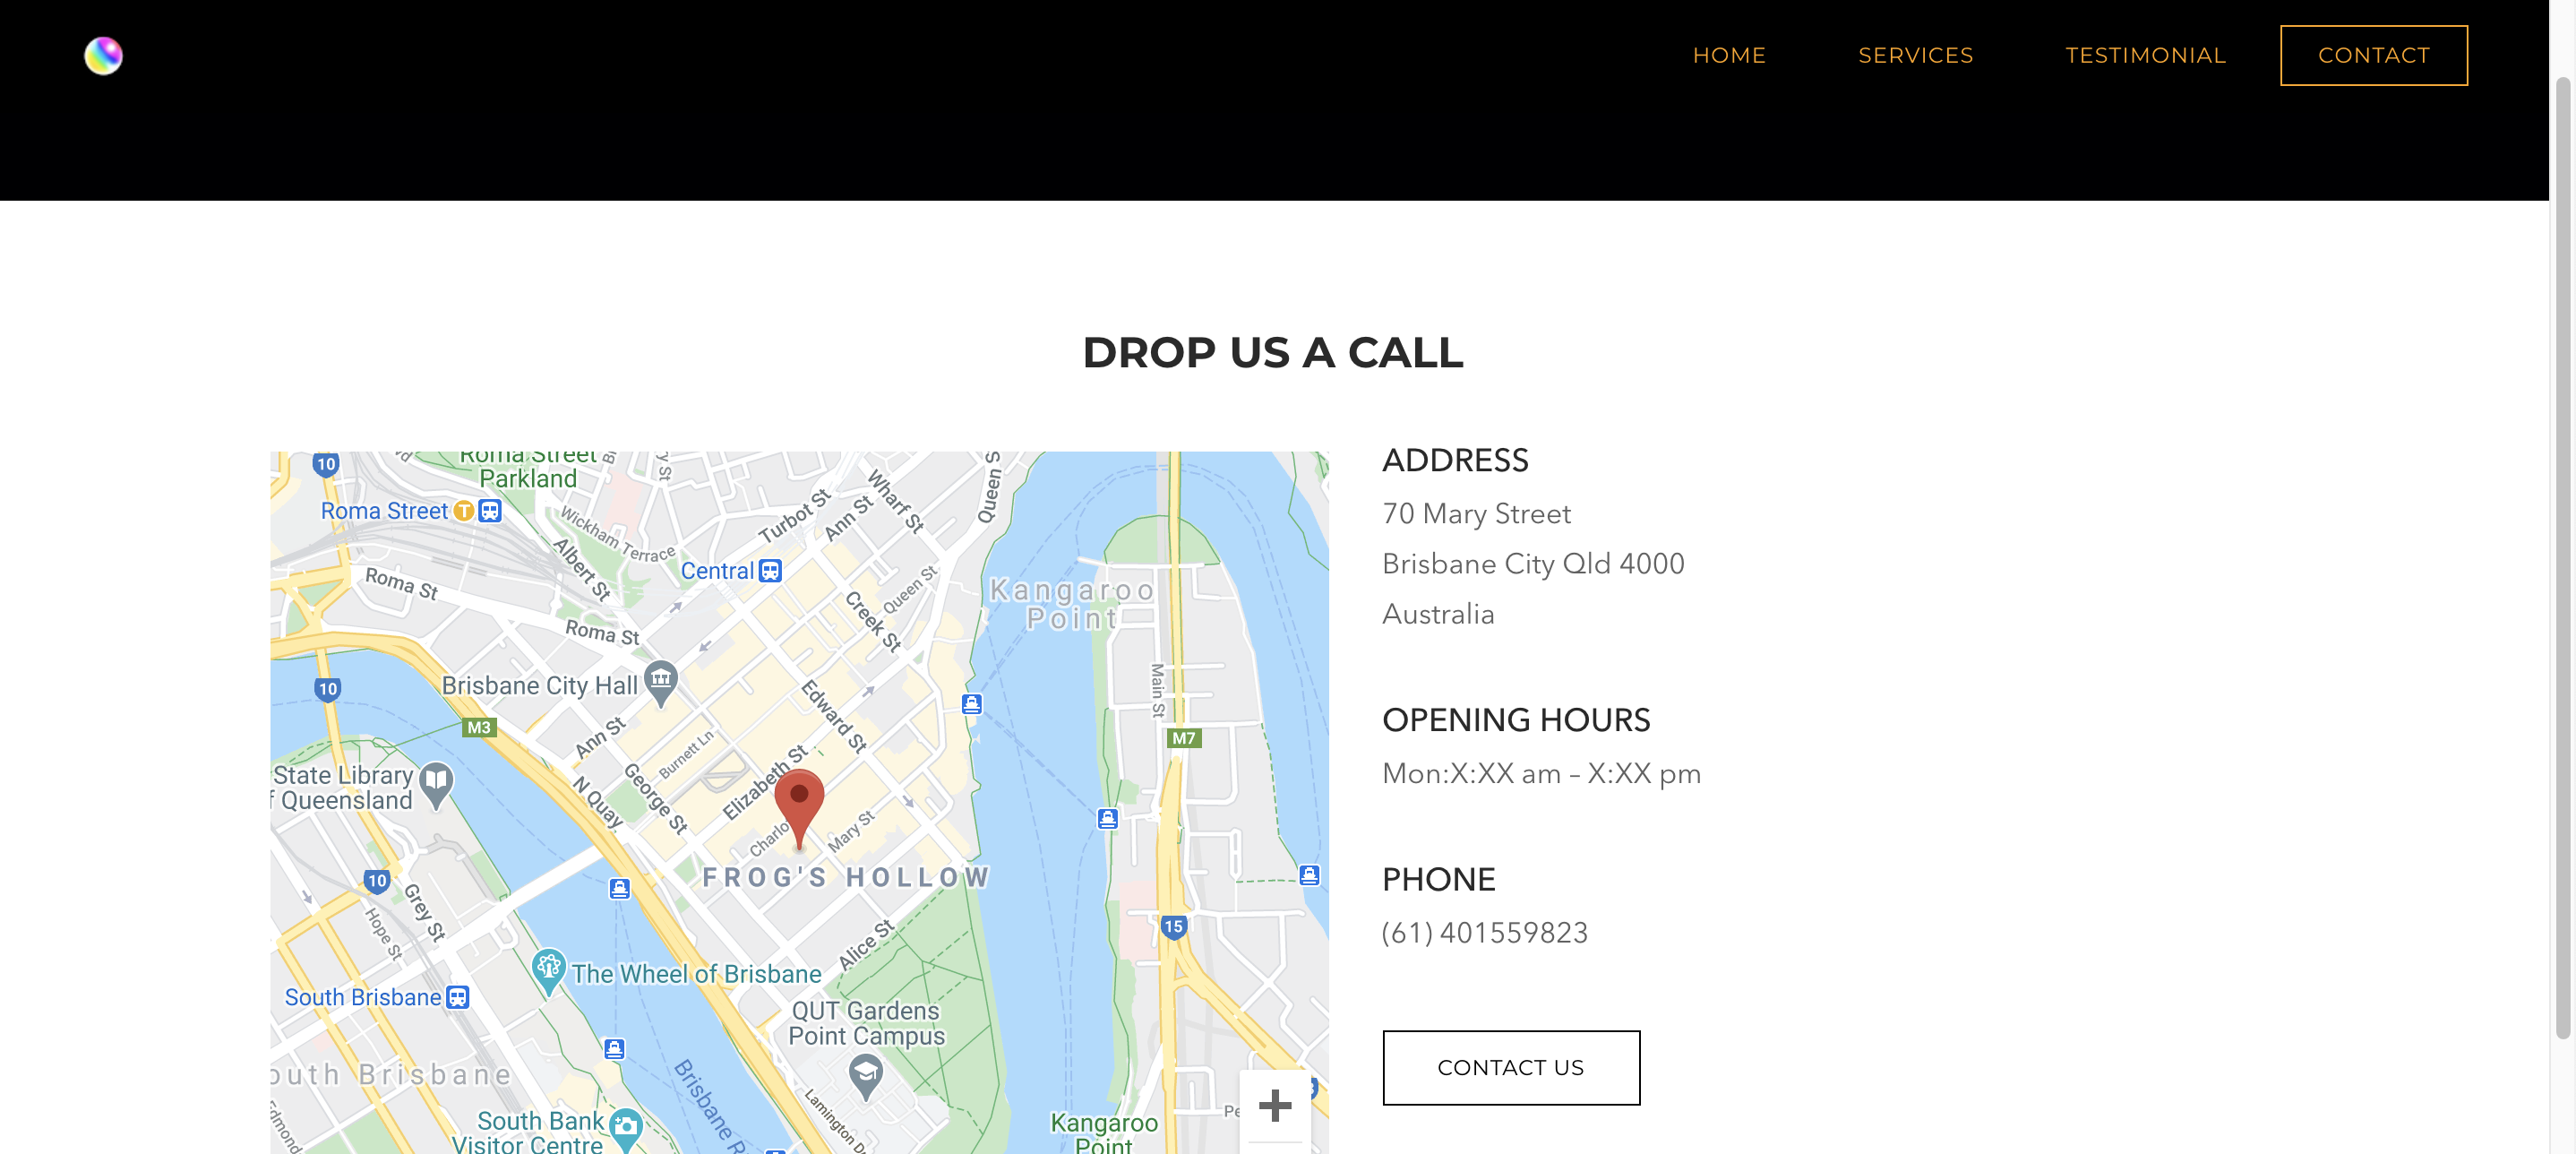 HOME
SERVICES
TESTIMONIAL
CONTACT
DROP US A CALL
10
Roma Street
Parkland
Roma Street T
Wickham Terrace
Albert St
Turbot St
Ann St
Wharf St
Queen S
Central
Roma St
Roma St
Creek St
Queen St
Kangaroo
Point
Brisbane City Hall
10
M3
Ann St
Burnett Ln
Edward St
Main St
M7
State Library
f Queensland
N Quay
George St
Elizabeth St
Charlo
Mary St
FROG'S HOLLOW
10
Grey St
Hope St
Alice St
15
The Wheel of Brisbane
South Brisbane
QUT Gardens
Point Campus
outh Brisbane
Brisbane R
Lamington D
South Bank
Visitor Centre
Kangaroo
Point
Pe
+
ADDRESS
70 Mary Street
Brisbane City Qld 4000
Australia
OPENING HOURS
Mon:X:XX am – X:XX pm
PHONE
(61) 401559823
CONTACT US